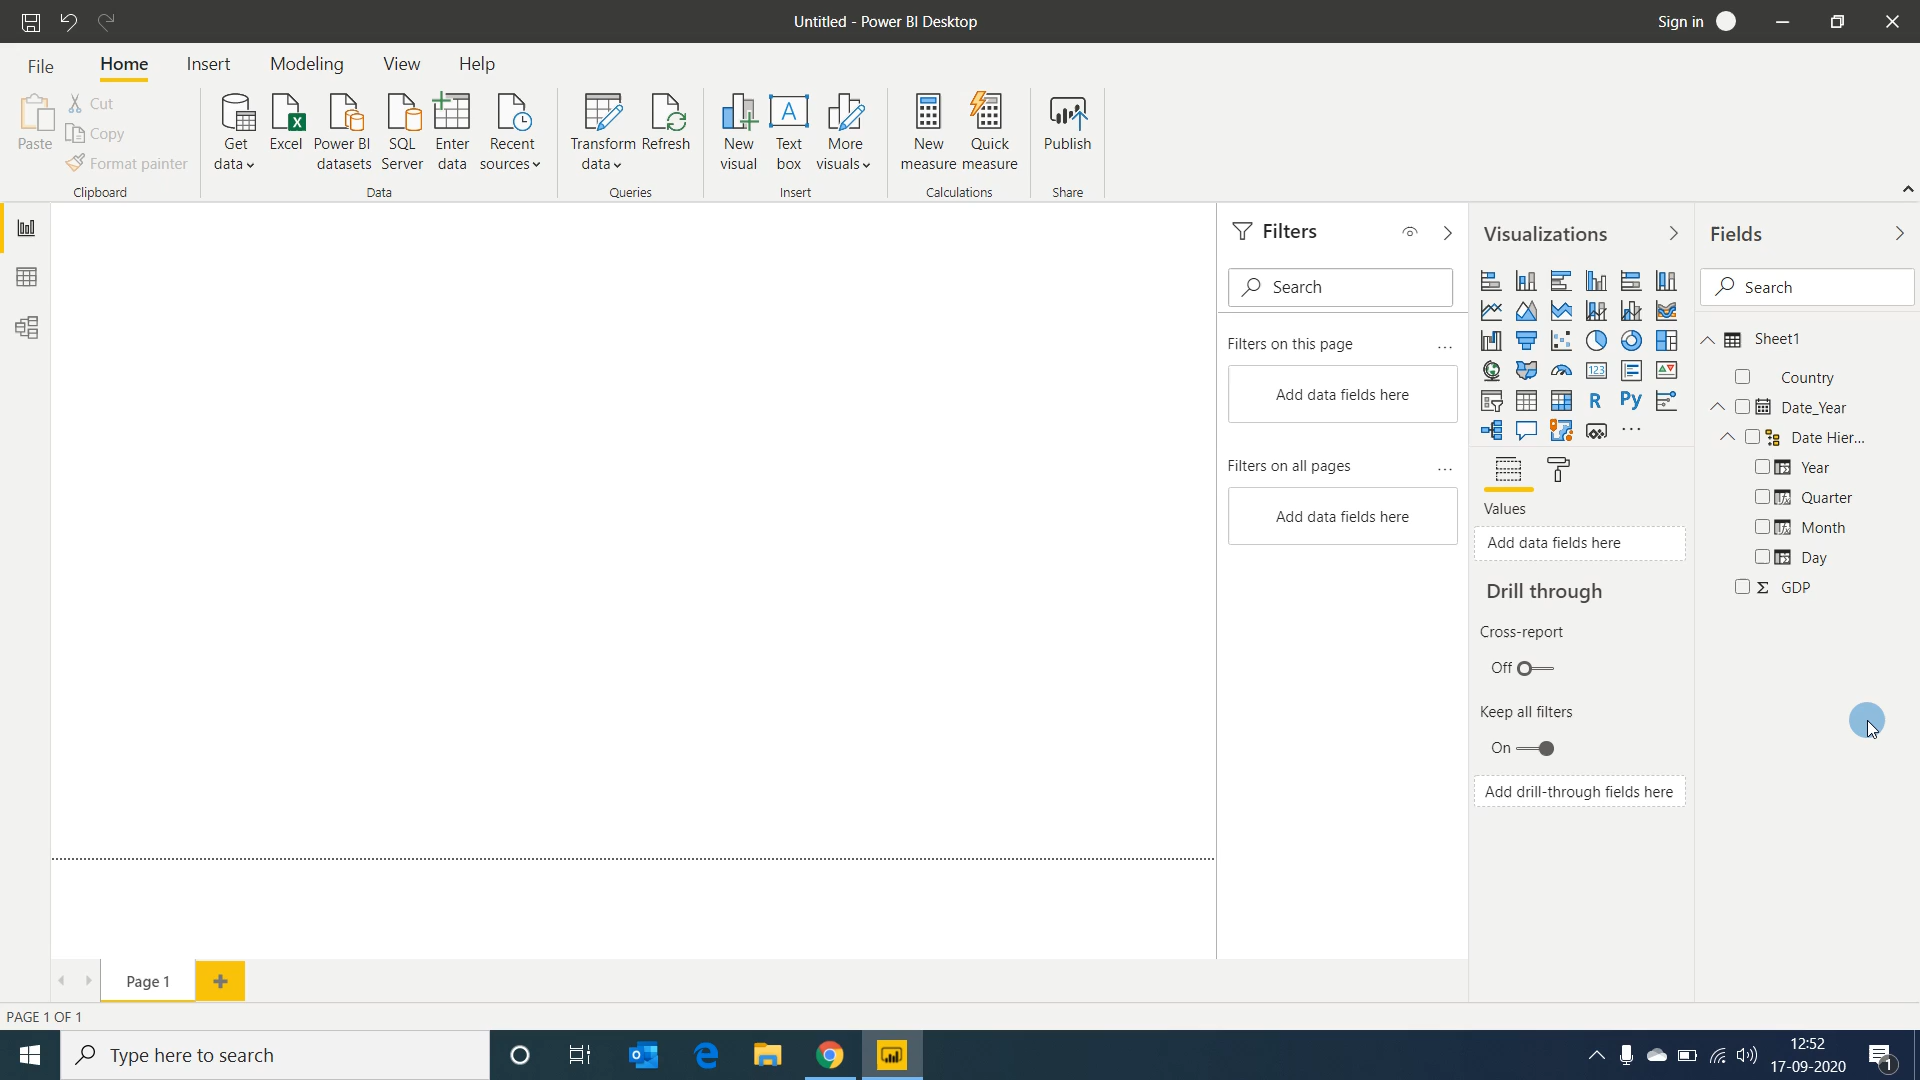 Untitled - Power BI Desktop
Sign in
File
Home
Insert
Modeling
View
Help
Paste
Cut
Copy
Format painter
Clipboard
Get data
Excel
Power BI datasets
SQL Server
Enter data
Recent sources
Data
Transform data
Refresh
Queries
New visual
Text box
More visuals
Insert
New measure
Quick measure
Calculations
Publish
Share
Filters
Search
Filters on this page
...
Add data fields here
Filters on all pages
...
Add data fields here
Visualizations
123
R
Py
...
Values
Add data fields here
Drill through
Cross-report
Off
Keep all filters
On
Add drill-through fields here
Fields
Search
Sheet1
Country
Date_Year
Date Hier...
Year
Quarter
Month
Day
Σ GDP
Page 1
PAGE 1 OF 1
Type here to search
12:52
17-09-2020
1